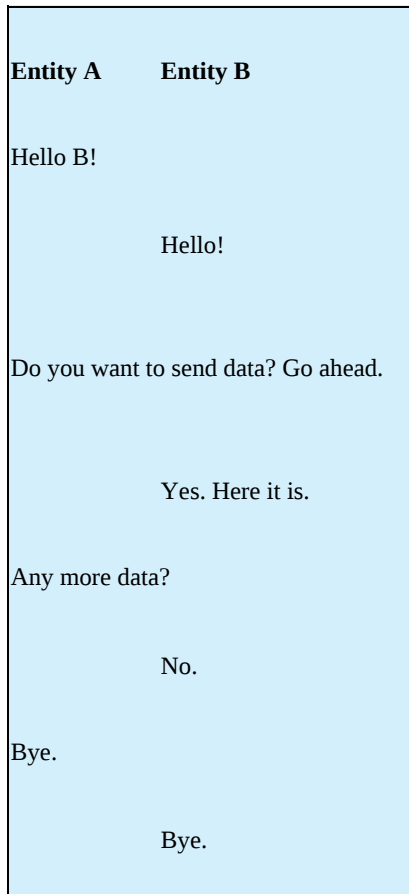 Entity A Entity B
Hello B!
Hello!
Do you want to send data? Go ahead.
Yes. Here it is.
Any more data?
No.
Bye.
Bye.